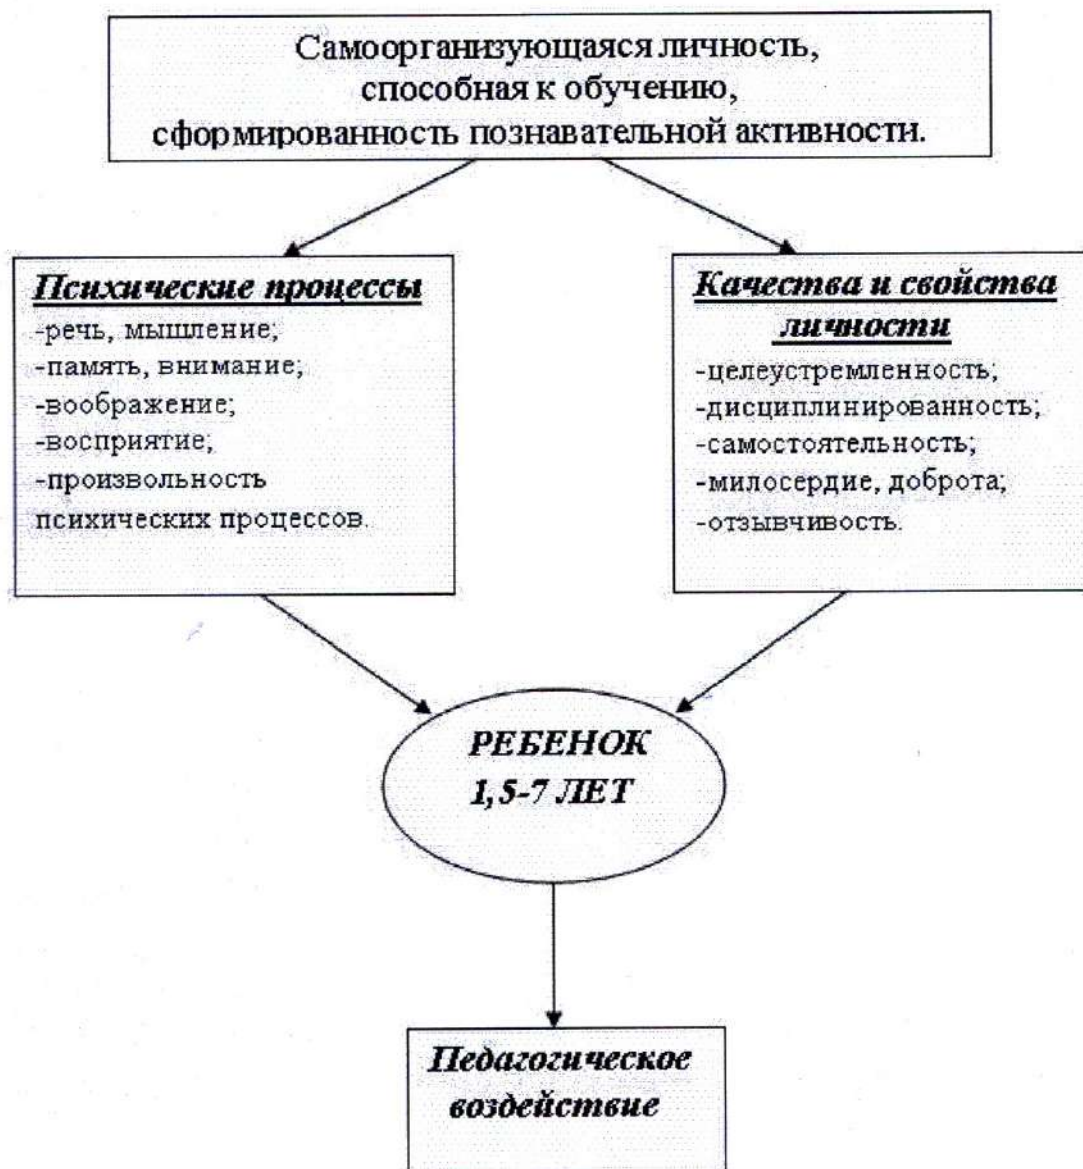 Самоорганизующаяся личность,
способная к обучению,
сформированность познавательной активности.
Психические процессы
-речь, мышление;
-память, внимание;
-воображение;
-восприятие;
-произвольность
психических процессов.
Качества и свойства
личности
-целеустремленность;
-дисциплинированность;
-самостоятельность;
-милосердие, доброта;
-отзывчивость.
РЕБЕНОК
1,5-7 ЛЕТ
Педагогическое
воздействие